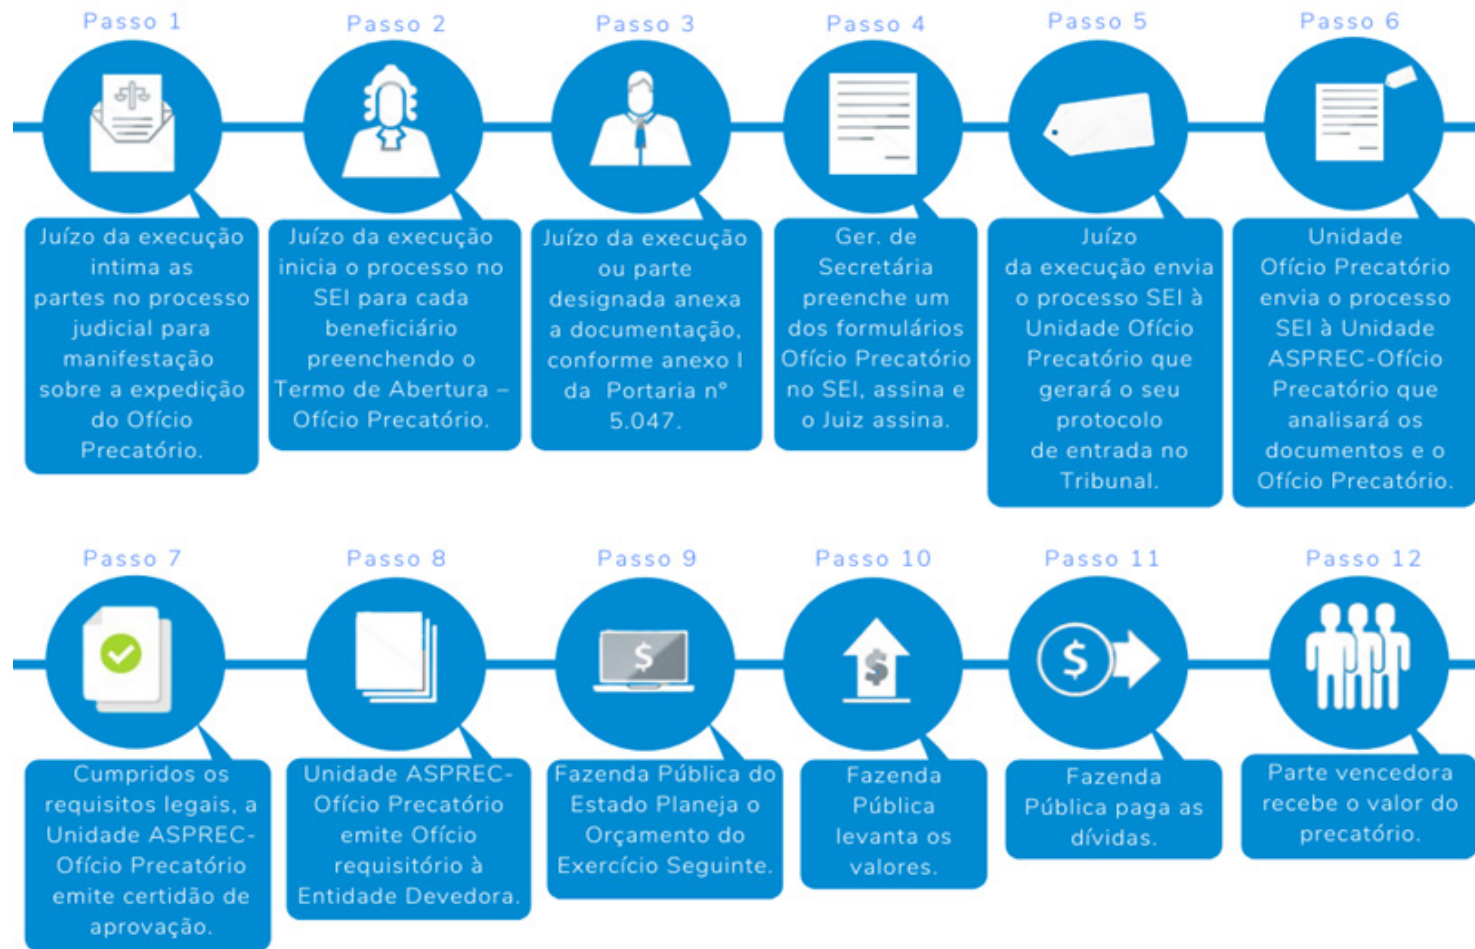 Passo 1
Juízo da execução
intima as
partes no processo
judicial para
manifestação
sobre a expedição
do Ofício
Precatório.
Passo 2
Juízo da execução
inicia o processo no
SEI para cada
beneficiário
preenchendo o
Termo de Abertura –
Ofício Precatório.
Passo 3
Juízo da execução
ou parte
designada anexa
a documentação,
conforme anexo I
da Portaria nº
5.047.
Passo 4
Ger. de
Secretária
preenche um
dos formulários
Ofício Precatório
no SEI, assina e
o Juiz assina.
Passo 5
Juízo
da execução envia
o processo SEI à
Unidade Ofício
Precatório que
gerará o seu
protocolo
de entrada no
Tribunal.
Passo 6
Unidade
Ofício Precatório
envia o processo
SEI à Unidade
ASPREC-Ofício
Precatório que
analisará os
documentos e o
Ofício Precatório.
Passo 7
Cumpridos os
requisitos legais, a
Unidade ASPREC-
Ofício Precatório
emite certidão de
aprovação.
Passo 8
Unidade ASPREC-
Ofício Precatório
emite Ofício
requisitório à
Entidade Devedora.
Passo 9
$
Fazenda Pública do
Estado Planeja o
Orçamento do
Exercício Seguinte.
Passo 10
$
Fazenda
Pública
levanta os
valores.
Passo 11
$
Fazenda
Pública paga as
dívidas.
Passo 12
Parte vencedora
recebe o valor do
precatório.